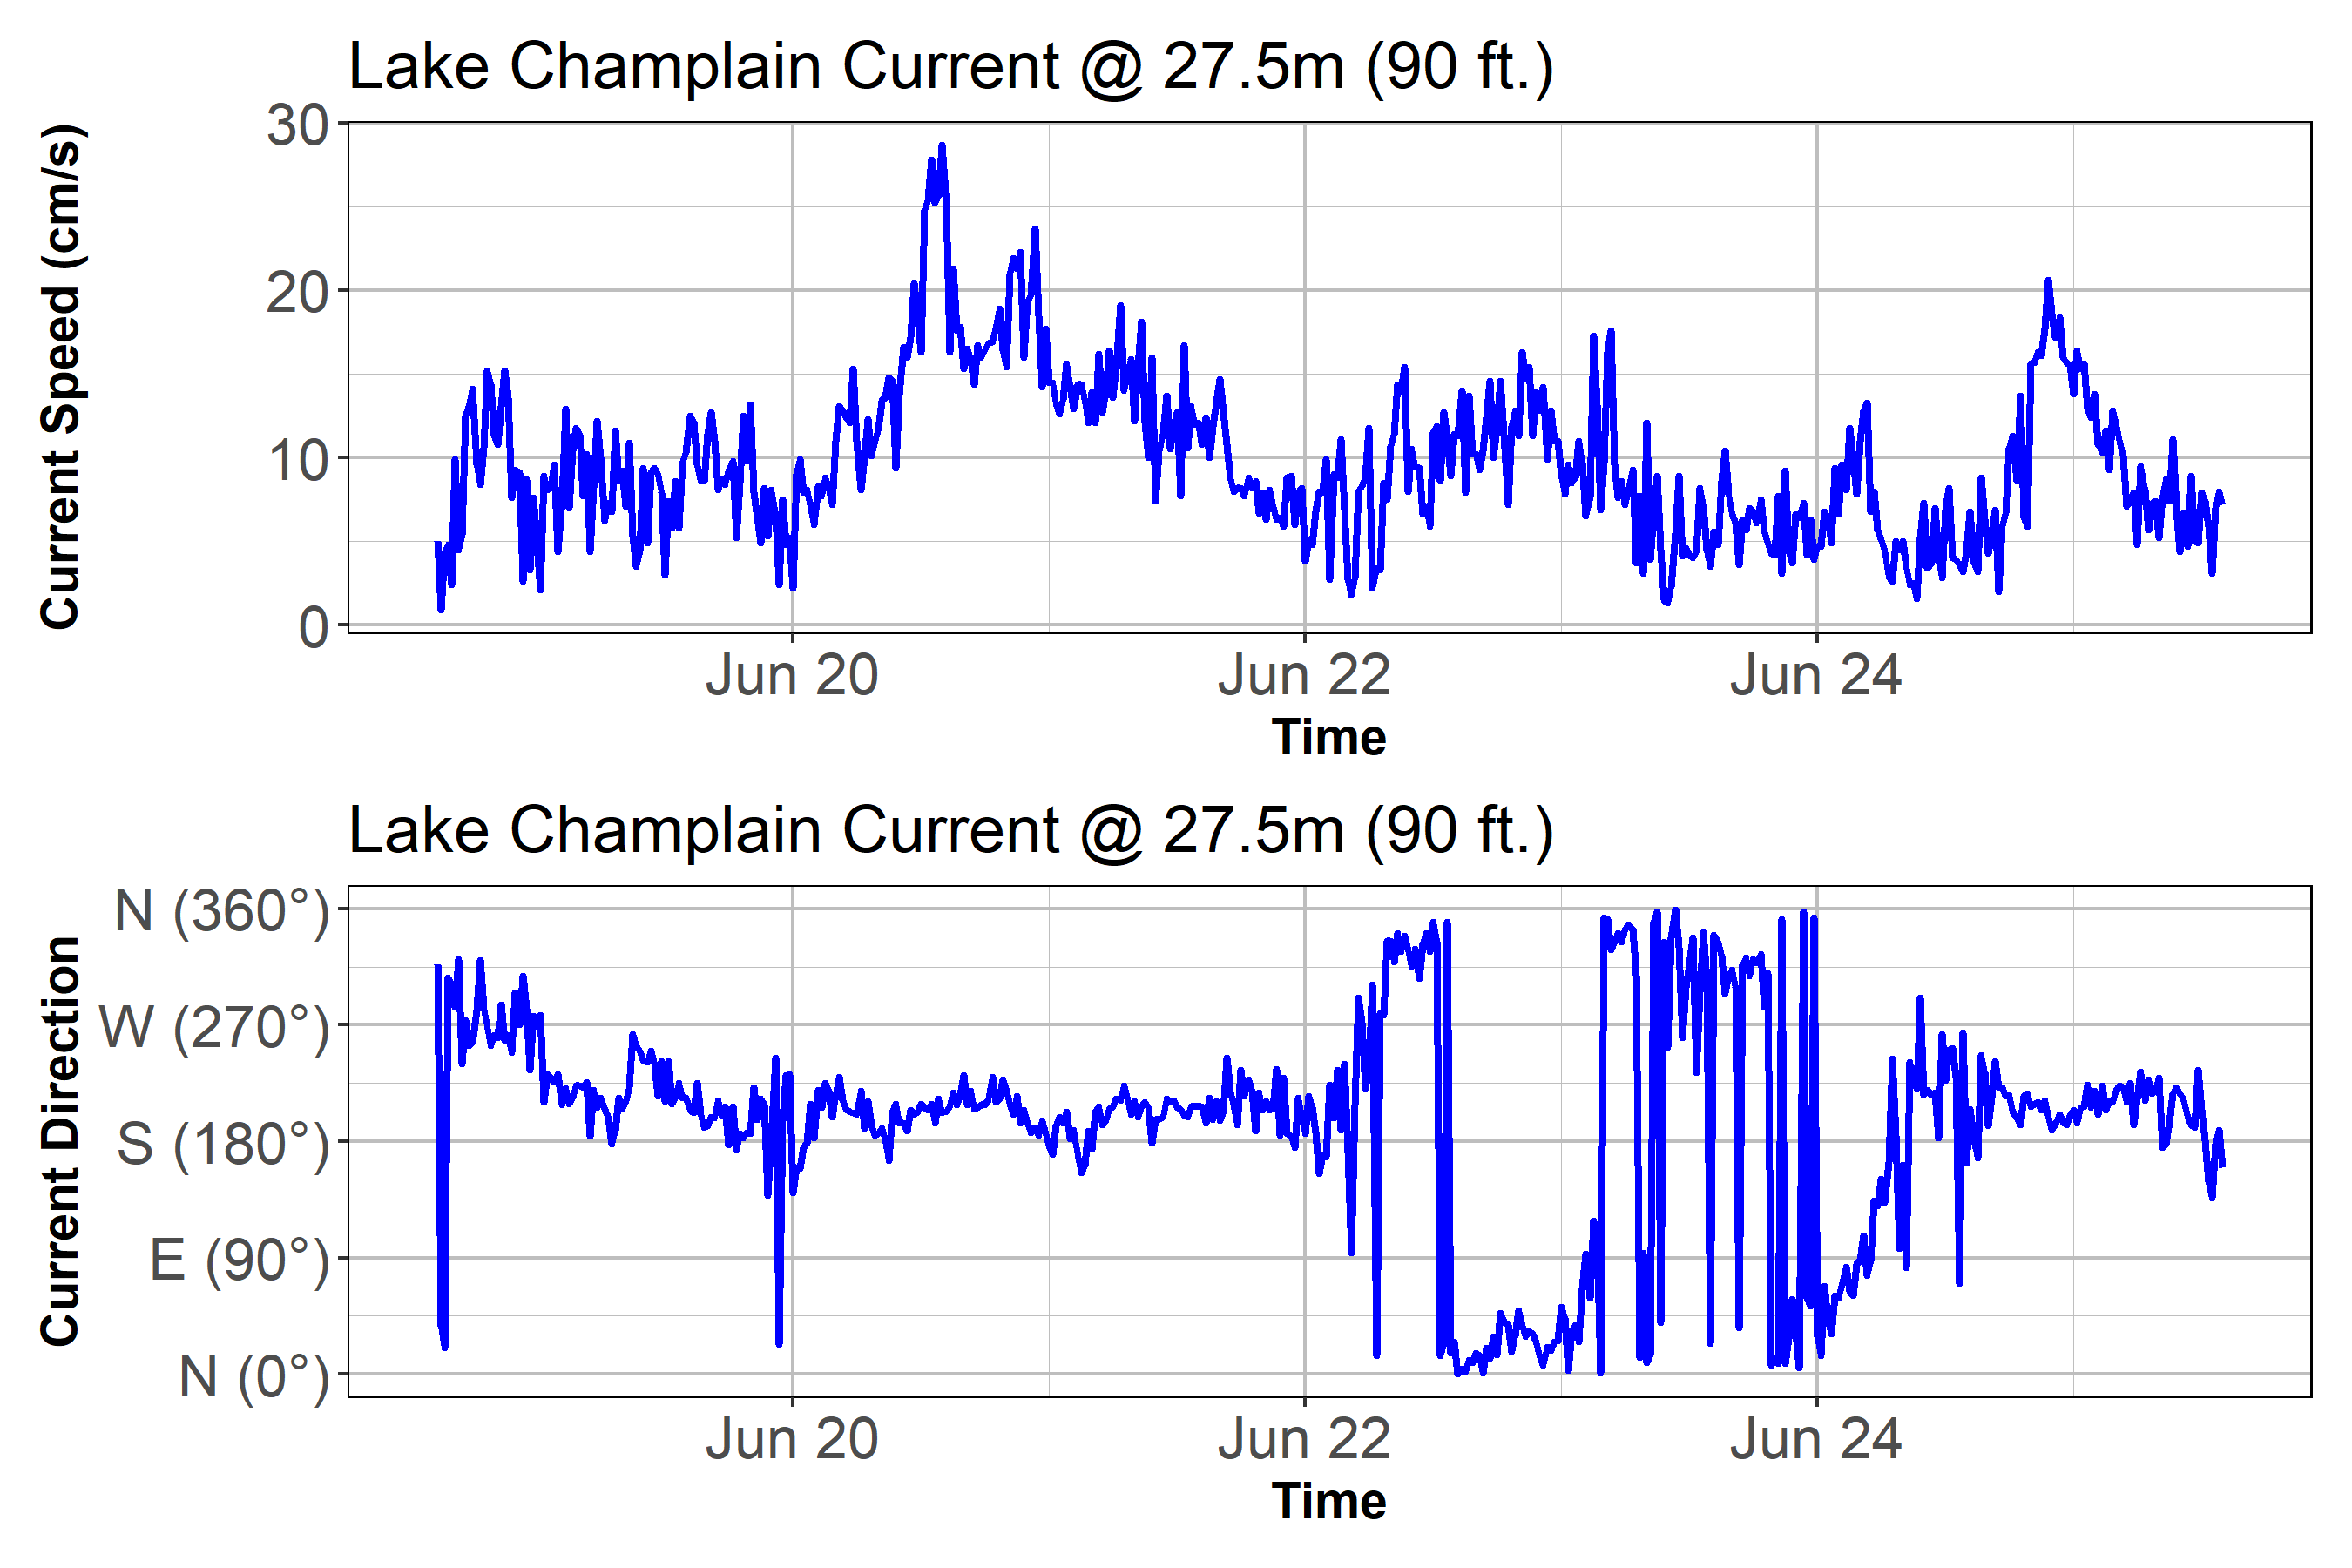 Lake Champlain Current @ 27.5m (90 ft.)
Current Speed (cm/s)
30
20
10
0
Jun 20 Jun 22 Jun 24
Time
Lake Champlain Current @ 27.5m (90 ft.)
Current Direction
N (360°)
W (270°)
S (180°)
E (90°)
N (0°)
Jun 20 Jun 22 Jun 24
Time